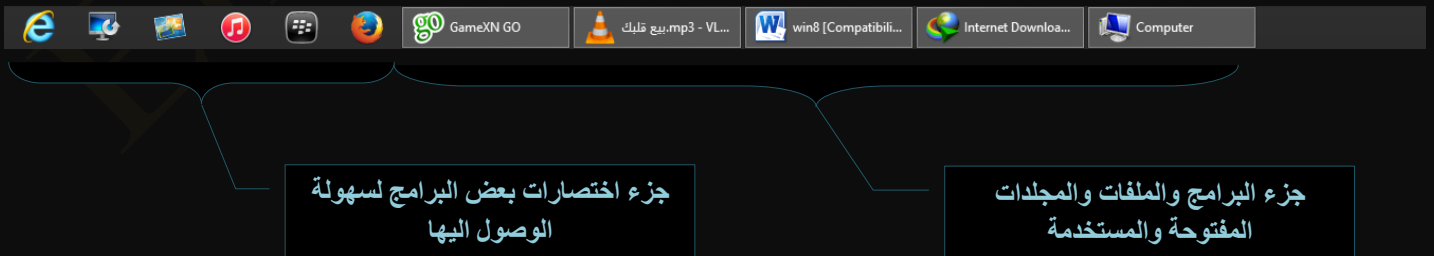 GameXN GO
بيع قلبك.mp3 - VL...
win8 [Compatibili...
Internet Downloa...
Computer
جزء اختصارات بعض البرامج لسهولة
الوصول اليها
جزء البرامج والملفات والمجلدات
المفتوحة والمستخدمة